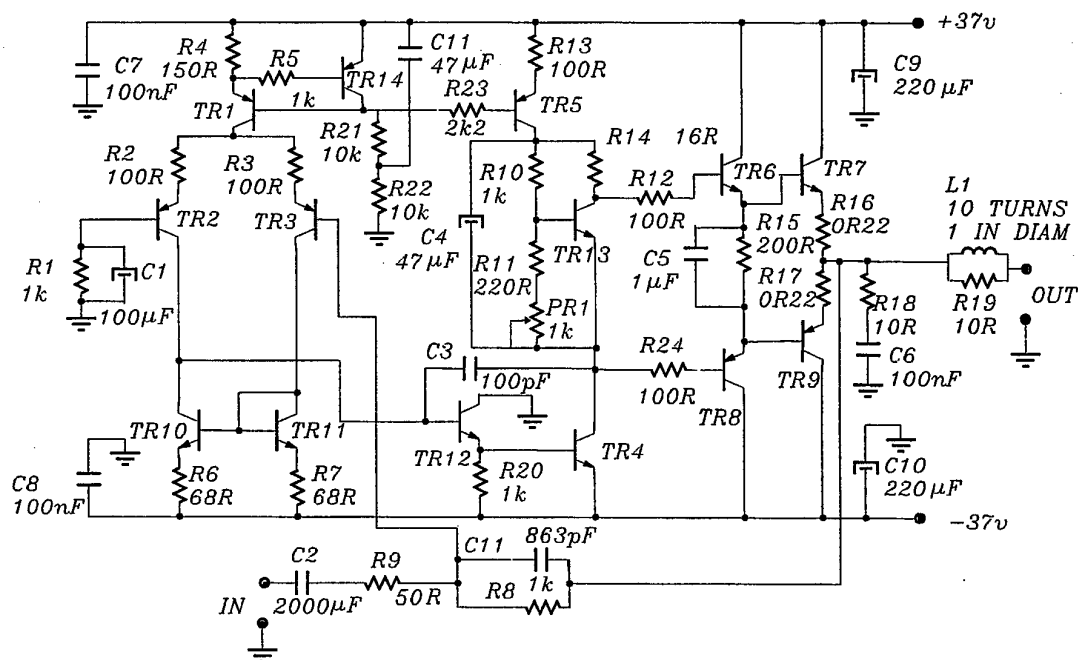 +37v
R4
150R
R5
1k
TR14
C11
47µF
R13
100R
C7
100nF
C9
220µF
TR1
R23
2k2
TR5
R2
100R
R3
100R
R21
10k
R22
10k
R10
1k
R14
16R
R12
100R
TR6
TR7
TR2
TR3
C4
47µF
R11
220R
TR13
C5
1µF
R15
200R
R16
0R22
R17
0R22
L1
10 TURNS
1 IN DIAM
R1
1k
C1
100µF
PR1
1k
R18
10R
R19
10R
OUT
C3
100pF
R24
100R
C6
100nF
TR8
TR9
TR10
TR11
TR12
TR4
R20
1k
C8
100nF
R6
68R
R7
68R
C10
220µF
-37v
C11
863pF
C2
2000µF
R9
50R
R8
1k
IN